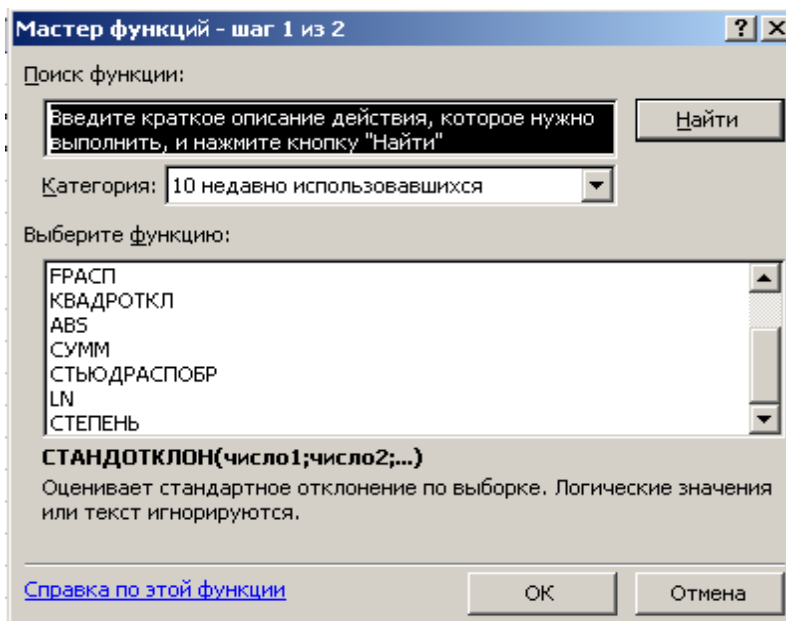 Мастер функций - шаг 1 из 2
Поиск функции:
Введите краткое описание действия, которое нужно
выполнить, и нажмите кнопку "Найти"
Найти
Категория: 10 недавно использовавшихся
Выберите функцию:
FРАСП
КВАДРОТКЛ
ABS
СУММ
СТЬЮДРАСПОБР
LN
СТЕПЕНЬ
СТАНДОТКЛОН(число1;число2;...)
Оценивает стандартное отклонение по выборке. Логические значения
или текст игнорируются.
Справка по этой функции
ОК
Отмена